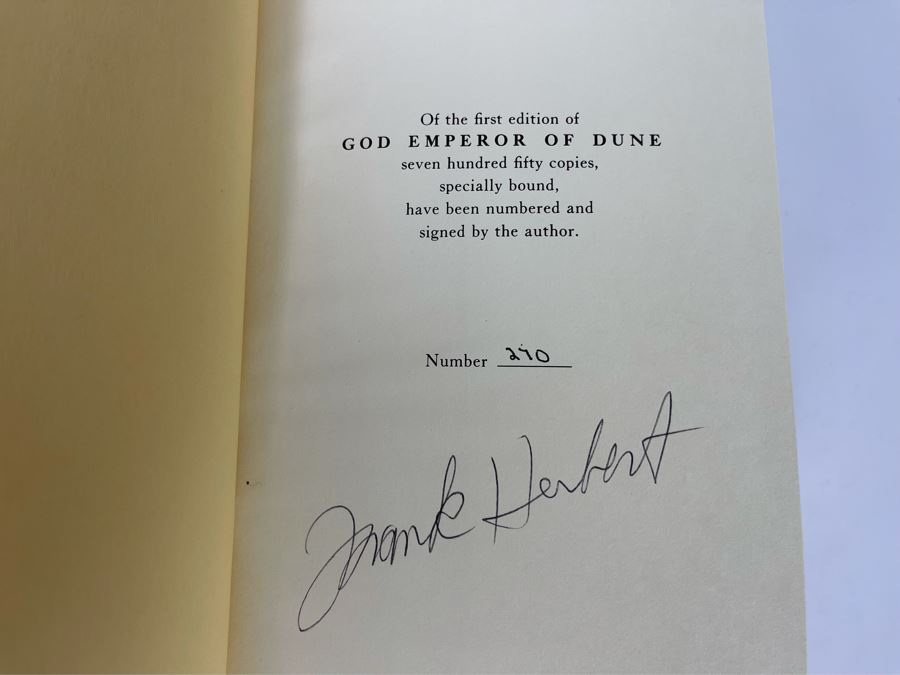 Of the first edition of
GOD EMPEROR OF DUNE
seven hundred fifty copies,
specially bound,
have been numbered and
signed by the author.
Number 270
Frank Herbert